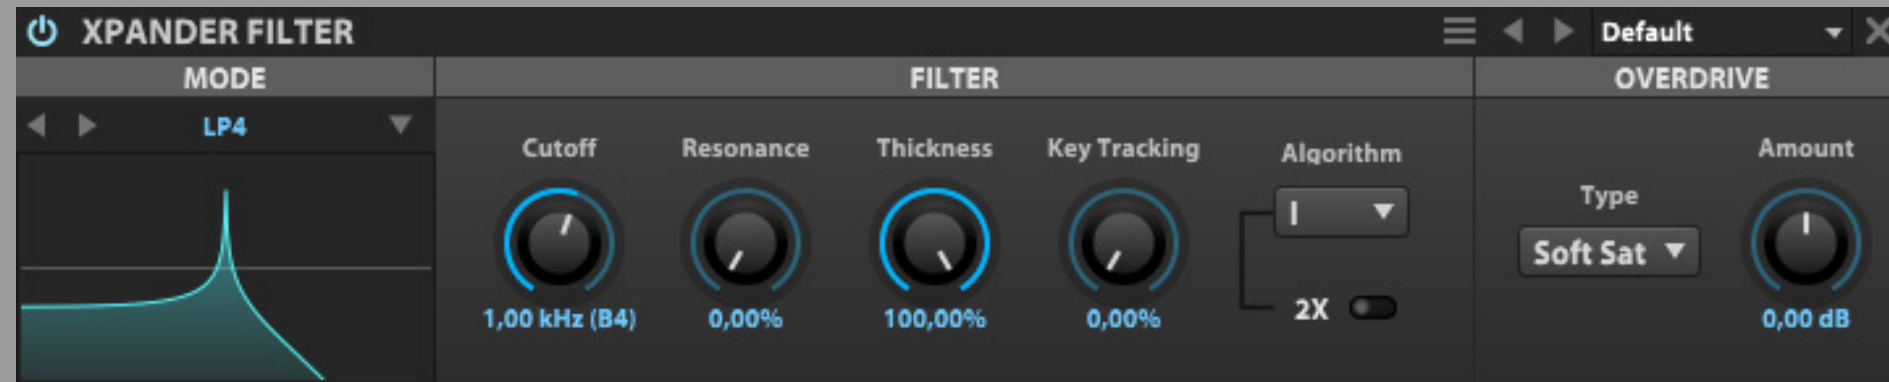 XPANDER FILTER
Default
MODE
FILTER
OVERDRIVE
LP4
Cutoff
Resonance
Thickness
Key Tracking
Algorithm
I
2X
1,00 kHz (B4)
0,00%
100,00%
0,00%
Type
Soft Sat
Amount
0,00 dB